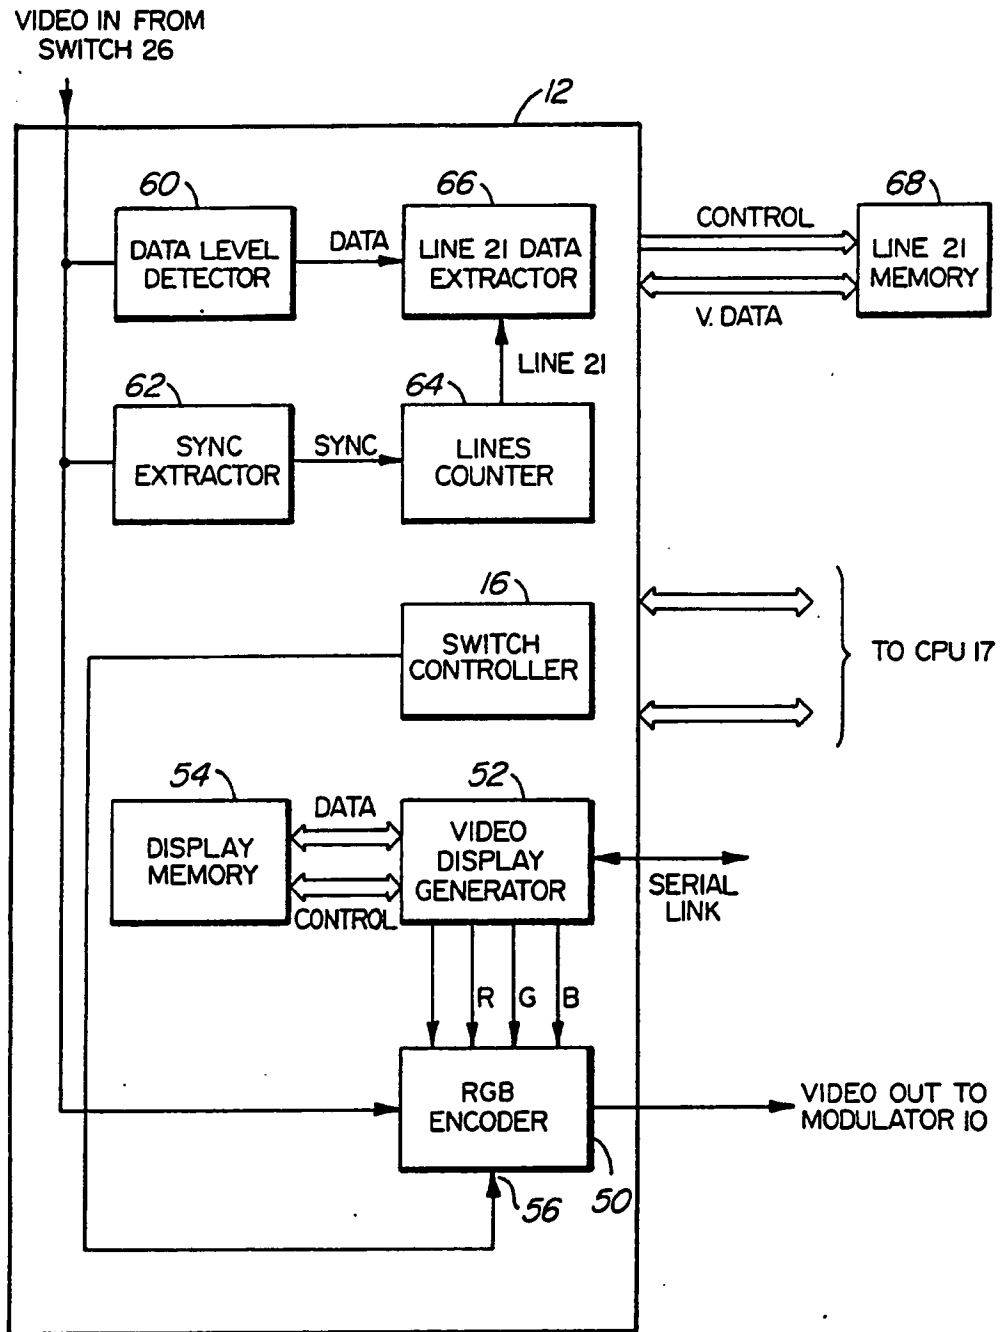 VIDEO IN FROM
SWITCH 26
12
60
DATA LEVEL
DETECTOR
DATA
66
LINE 21 DATA
EXTRACTOR
CONTROL
V. DATA
68
LINE 21
MEMORY
LINE 21
62
SYNC
EXTRACTOR
SYNC
64
LINES
COUNTER
16
SWITCH
CONTROLLER
TO CPU 17
54
DISPLAY
MEMORY
DATA
CONTROL
52
VIDEO
DISPLAY
GENERATOR
SERIAL
LINK
R G B
RGB
ENCODER
50
56
VIDEO OUT TO
MODULATOR 10